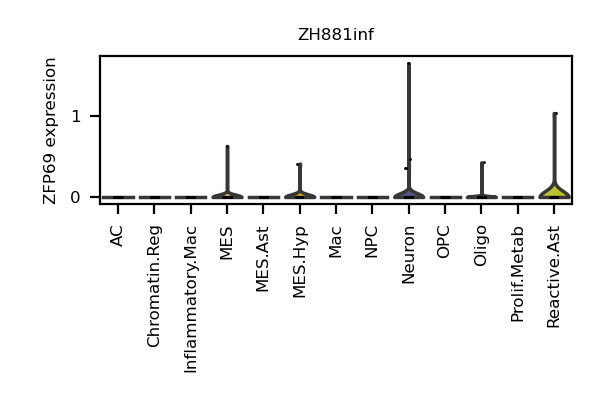 ZH881inf
ZFP69 expression
1
0
AC
Chromatin.Reg
Inflammatory.Mac
MES
MES.Ast
MES.Hyp
Mac
NPC
Neuron
OPC
Oligo
Prolif.Metab
Reactive.Ast